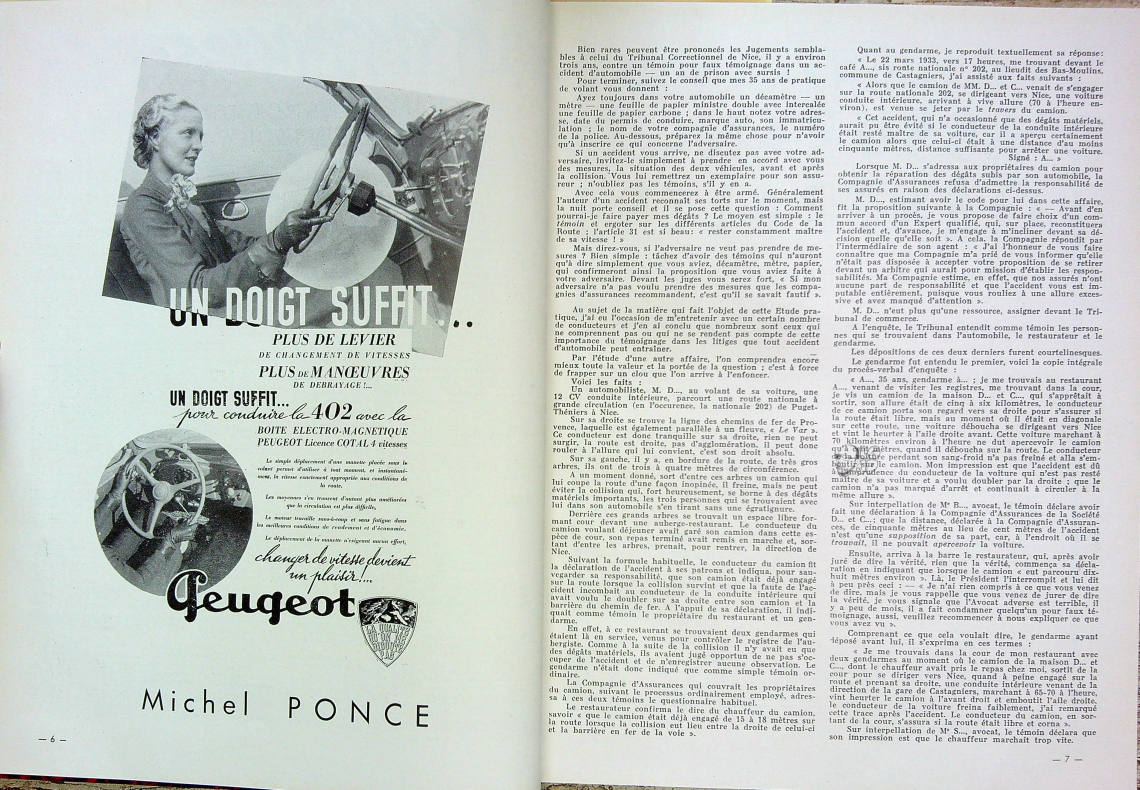 UN DOIGT SUFFIT...
PLUS DE LEVIER
DE CHANGEMENT DE VITESSES
PLUS DE MANŒUVRES
DE DEBRAYAGE !...
UN DOIGT SUFFIT...
pour conduire la 402 avec la
BOITE ELECTRO-MAGNETIQUE
PEUGEOT Licence COTAL 4 vitesses
Le simple déplacement d'une manette placée sous le
volant permet d'utiliser à tout moment, et instantané-
ment, la vitesse exactement adéquate aux conditions de
la route.
Les moyennes s'en trouvent d'autant plus améliorées
que la circulation est plus difficile,
Le moteur travaille sans-à-coup et sans fatigue dans
les meilleures conditions de rendement et d'économie.
Le déplacement de la manette n'exigeant aucun effort,
changer de vitesse devient
un plaisir !...
Peugeot
LA QUALITÉ
QU'ON NE
DISCUTE
PAS
Michel PONCE
— 6 —
Bien rares peuvent être prononcés les Jugements sembla-
bles à celui du Tribunal Correctionnel de Nice, il y a environ
trois ans, contre un témoin pour faux témoignage dans un ac-
cident d'automobile — un an de prison avec sursis !
Pour terminer, suivez le conseil que mes 35 ans de pratique
de volant vous donnent :
Ayez toujours dans votre automobile un décamètre — un
mètre — une feuille de papier ministre double avec intercalée
une feuille de papier carbone ; dans le haut notez votre adres-
se, date du permis de conduire, marque auto, son immatricu-
lation ; le nom de votre compagnie d'assurances, le numéro
de la police. Au-dessous, préparez la même chose pour n'avoir
qu'à inscrire ce qui concerne l'adversaire.
Si un accident vous arrive, ne discutez pas avec votre ad-
versaire, invitez-le simplement à prendre en accord avec vous
des mesures, la situation des deux véhicules, avant et après
la collision. Vous lui remettrez un exemplaire pour son assu-
reur ; n'oubliez pas les témoins, s'il y en a.
Avec cela vous commencerez à être armé. Généralement
l'auteur d'un accident reconnaît ses torts sur le moment, mais
la nuit porte conseil et il se pose cette question : Comment
pourrai-je faire payer mes dégâts ? Le moyen est simple : le
témoin et ergoter sur les différents articles du Code de la
Route ; l'article 31 est si beau : « rester constamment maître
de sa vitesse ! »
Mais direz-vous, si l'adversaire ne veut pas prendre de me-
sures ? Bien simple : tâchez d'avoir des témoins qui n'auront
qu'à dire simplement que vous aviez, décamètre, mètre, papier,
qui confirmeront ainsi la proposition que vous aviez faite à
votre adversaire. Devant les juges vous serez fort, « Si mon
adversaire n'a pas voulu prendre des mesures que les compa-
gnies d'assurances recommandent, c'est qu'il se savait fautif ».
Au sujet de la matière qui fait l'objet de cette Etude pra-
tique, j'ai eu l'occasion de m'entretenir avec un certain nombre
de conducteurs et j'en ai conclu que nombreux sont ceux qui
ne comprennent pas ou qui ne se rendent pas compte de cette
importance du témoignage dans les litiges que tout accident
d'automobile peut entraîner.
Par l'étude d'une autre affaire, l'on comprendra encore
mieux toute la valeur et la portée de la question ; c'est à force
de frapper sur un clou que l'on arrive à l'enfoncer.
Voici les faits :
Un automobiliste, M. D..., au volant de sa voiture, une
12 CV conduite intérieure, parcourt une route nationale à
grande circulation (en l'occurence, la nationale 202) de Puget-
Théniers à Nice.
Sur sa droite se trouve la ligne des chemins de fer de Pro-
vence, laquelle est également parallèle à un fleuve, « Le Var ».
Ce conducteur est donc tranquille sur sa droite, rien ne peut
surgir, la route est droite, pas d'agglomération, il peut donc
rouler à l'allure qui lui convient, c'est son droit absolu.
Sur sa gauche, il y a, en bordure de la route, de très gros
arbres, ils ont de trois à quatre mètres de circonférence.
A un moment donné, sort d'entre ces arbres un camion qui
lui coupe la route d'une façon inopinée, il freine, mais ne peut
éviter la collision qui, fort heureusement, se borne à des dégâts
matériels importants, les trois personnes qui se trouvaient avec
lui dans son automobile s'en tirant sans une égratignure.
Derrière ces grands arbres se trouvait un espace libre for-
mant cour devant une auberge-restaurant. Le conducteur du
camion voulant déjeuner avait garé son camion dans cette es-
pèce de cour, son repas terminé avait remis en marche et, sor-
tant d'entre les arbres, prenait, pour rentrer, la direction de
Nice.
Suivant la formule habituelle, le conducteur du camion fit
la déclaration de l'accident à ses patrons et indiqua, pour sau-
vegarder sa responsabilité, que son camion était déjà engagé
sur la route lorsque la collision survint et que la faute de l'ac-
cident incombait au conducteur de la conduite intérieure qui
avait voulu le doubler sur sa droite entre son camion et la
barrière du chemin de fer. A l'appui de sa déclaration, il indi-
quait comme témoin le propriétaire du restaurant et un gen-
darme.
En effet, à ce restaurant se trouvaient deux gendarmes qui
étaient là en service, venus pour contrôler le registre de l'au-
bergiste. Comme à la suite de la collision il n'y avait eu que
des dégâts matériels, ils avaient jugé opportun de ne pas s'oc-
cuper de l'accident et de n'enregistrer aucune observation. Le
gendarme n'était donc indiqué que comme simple témoin or-
dinaire.
La Compagnie d'Assurances qui couvrait les propriétaires
du camion, suivant le processus ordinairement employé, adres-
sa à ces deux témoins le questionnaire habituel.
Le restaurateur confirma le dire du chauffeur du camion,
savoir « que le camion était déjà engagé de 15 à 18 mètres sur
la route lorsque la collision eut lieu entre la droite de celui-ci
et la barrière en fer de la voie ».
Quant au gendarme, je reproduit textuellement sa réponse :
« Le 22 mars 1933, vers 17 heures, me trouvant devant le
café A..., sis route nationale n° 202, au lieudit des Bas-Moulins,
commune de Castagniers, j'ai assisté aux faits suivants :
« Alors que le camion de MM. D... et C... venait de s'engager
sur la route nationale 202, se dirigeant vers Nice, une voiture
conduite intérieure, arrivant à vive allure (70 à l'heure en-
viron), est venue se jeter par le travers du camion.
« Cet accident, qui n'a occasionné que des dégâts matériels,
aurait pu être évité si le conducteur de la conduite intérieure
était resté maître de sa voiture, car il a aperçu certainement
le camion alors que celui-ci était à une distance d'au moins
cinquante mètres, distance suffisante pour arrêter une voiture.
Signé : A... »
Lorsque M. D... s'adressa aux propriétaires du camion pour
obtenir la réparation des dégâts subis par son automobile, la
Compagnie d'Assurances refusa d'admettre la responsabilité de
ses assurés en raison des déclarations ci-dessus.
M. D..., estimant avoir le code pour lui dans cette affaire,
fit la proposition suivante à la Compagnie : « — Avant d'en
arriver à un procès, je vous propose de faire choix d'un com-
mun accord d'un Expert qualifié, qui, sur place, reconstituera
l'accident et, d'avance, je m'engage à m'incliner devant sa dé-
cision quelle qu'elle soit ». A cela, la Compagnie répondit par
l'intermédiaire de son agent : « J'ai l'honneur de vous faire
connaître que ma Compagnie m'a prié de vous informer qu'elle
n'était pas disposée à accepter votre proposition de se retirer
devant un arbitre qui aurait pour mission d'établir les respon-
sabilités. Ma Compagnie estime, en effet, que nos assurés n'ont
aucune part de responsabilité et que l'accident vous est im-
putable entièrement, puisque vous rouliez à une allure exces-
sive et avez manqué d'attention ».
M. D... n'eut plus qu'une ressource, assigner devant le Tri-
bunal de commerce.
A l'enquête, le Tribunal entendit comme témoin les person-
nes qui se trouvaient dans l'automobile, le restaurateur et le
gendarme.
Les dépositions de ces deux derniers furent courtelinesques.
Le gendarme fut entendu le premier, voici la copie intégrale
du procès-verbal d'enquête :
« A..., 35 ans, gendarme à... ; je me trouvais au restaurant
A..., venant de visiter les registres, me trouvant dans la cour,
je vis un camion de la maison D... et C..., qui s'apprêtait à
sortir, son allure était de cinq à six kilomètres, le conducteur
de ce camion porta son regard vers sa droite pour s'assurer si
la route était libre, mais au moment où il était en diagonale
sur cette route, une voiture déboucha se dirigeant vers Nice
et vint le heurter à l'aile droite avant. Cette voiture marchant à
70 kilomètres environ à l'heure ne dut apercevoir le camion
qu'à mètres, quand il déboucha sur la route. Le conducteur
de la perdant son sang-froid n'a pas freiné et alla s'em-
le camion. Mon impression est que l'accident est dû
à du conducteur de la voiture qui n'est pas resté
maître de sa voiture et a voulu doubler par la droite ; que le
camion n'a pas marqué d'arrêt et continuait à circuler à la
même allure ».
Sur interpellation de Me B..., avocat, le témoin déclare avoir
fait une déclaration à la Compagnie d'Assurances de la Société
D... et C... ; que la distance, déclarée à la Compagnie d'Assuran-
ces, de cinquante mètres au lieu de cent mètres de l'accident
n'est qu'une supposition de sa part, car, à l'endroit où il se
trouvait, il ne pouvait apercevoir la voiture.
Ensuite, arriva à la barre le restaurateur, qui, après avoir
juré de dire la vérité, rien que la vérité, commença sa décla-
ration en indiquant que lorsque le camion « eut parcouru dix-
huit mètres environ ». Là, le Président l'interrompit et lui dit
à peu près ceci : — « Je n'ai rien compris à ce que vous venez
de dire, mais je vous rappelle que vous venez de jurer de dire
la vérité, je vous signale que l'Avocat adverse est terrible, il
y a peu de mois, il a fait condamner quelqu'un pour faux té-
moignage, aussi, veuillez recommencer à nous expliquer ce que
vous avez vu ».
Comprenant ce que cela voulait dire, le gendarme ayant
déposé avant lui, il s'exprima en ces termes :
« Je me trouvais dans la cour de mon restaurant avec
deux gendarmes au moment où le camion de la maison D... et
C..., dont le chauffeur avait pris le repas chez moi, sortit de la
cour pour se diriger vers Nice, quand à peine engagé sur la
route et prenant sa droite, une conduite intérieure venant de la
direction de la gare de Castagniers, marchant à 65-70 à l'heure,
vint heurter le camion à l'avant droit et emboutit l'aile droite.
le conducteur de la voiture freina faiblement, j'ai remarqué
cette trace après l'accident. Le conducteur du camion, en sor-
tant de la cour, s'assura si la route était libre et corna ».
Sur interpellation de Me S..., avocat, le témoin déclara que
son impression est que le chauffeur marchait trop vite.
— 7 —